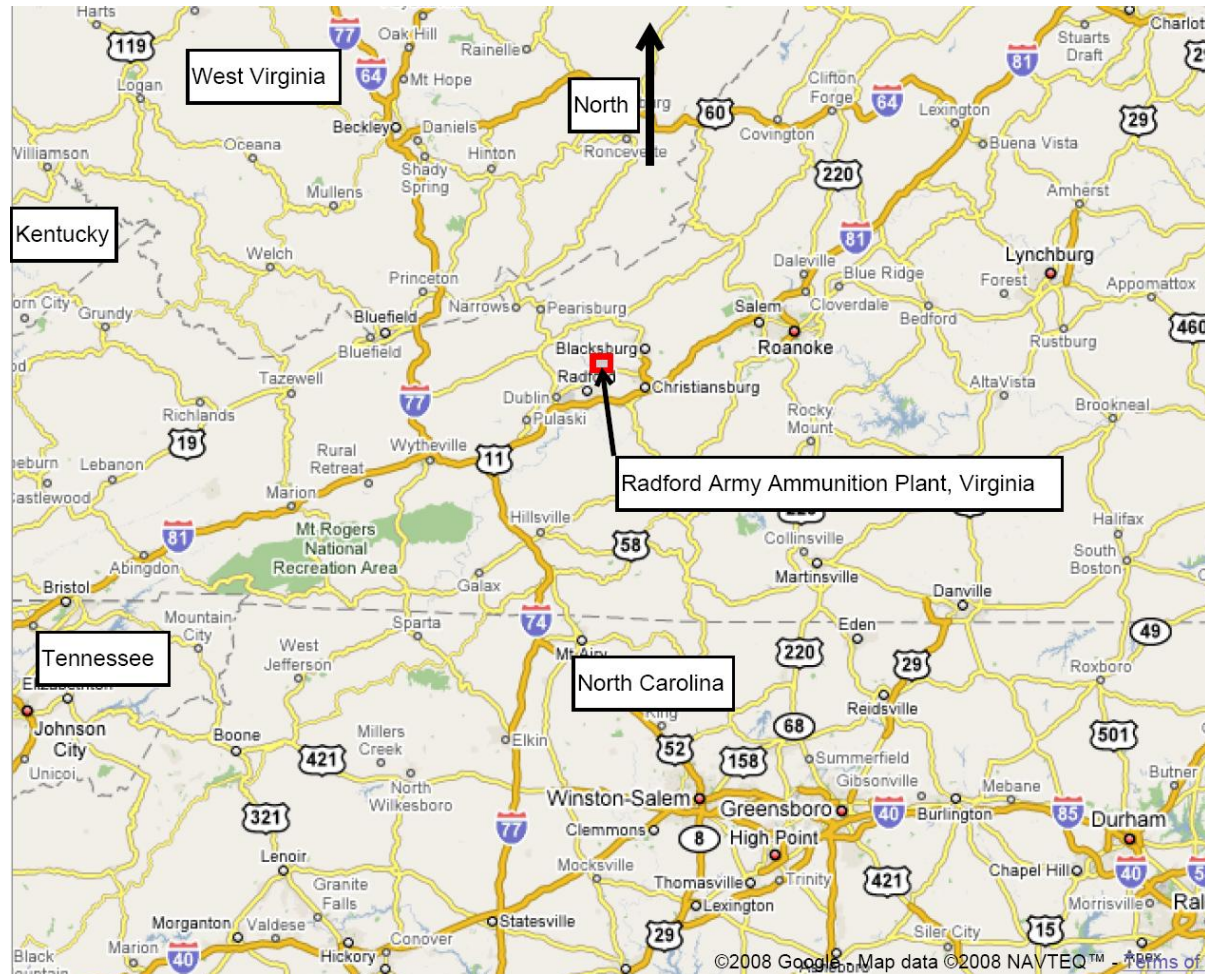 Harts
119
Logan
77
Oak Hill
Rainelle
West Virginia
64
Mt Hope
North
Clifton
Forge
64
81
Stuarts
Draft
Charlot
29
Williamson
Oceana
Beckley
Daniels
Shady
Spring
Hinton
Ronceverte
60
Covington
Lexington
Buena Vista
29
Mullens
220
Amherst
Kentucky
Welch
81
Princeton
Daleville
Blue Ridge
Lynchburg
Forest
Appomattox
Grundy
Narrows
Pearisburg
Salem
Cloverdale
Bedford
Bluefield
Bluefield
Blacksburg
Roanoke
Rustburg
460
Tazewell
Radford
Christiansburg
AltaVista
Richlands
77
Dublin
Pulaski
Rocky
Mount
Brookneal
19
Rural
Retreat
Wytheville
11
Lebanon
Castlewood
Marion
Radford Army Ammunition Plant, Virginia
81
Mt Rogers
National
Recreation Area
Hillsville
58
Collinsville
Halifax
Abingdon
Galax
Martinsville
South
Boston
Bristol
Danville
Mountain
City
Sparta
74
Eden
49
Tennessee
West
Jefferson
Mt Airy
220
29
Roxboro
North Carolina
Elizabethton
Johnson
City
King
68
Reidsville
Boone
Millers
Creek
Elkin
52
158
Summerfield
501
Unicoi
421
North
Wilkesboro
Winston-Salem
Greensboro
Gibsonville
Mebane
Butner
321
77
Clemmons
8
High Point
40
Burlington
85
Durham
Lenoir
Mocksville
Thomasville
Trinity
421
Chapel Hill
40
Granite
Falls
Lexington
Morrisville
Morganton
Valdese
Statesville
29
Siler City
15
Marion
40
Hickory
Conover
Black
©2008 Google - Map data ©2008 NAVTEQ™ - Terms of